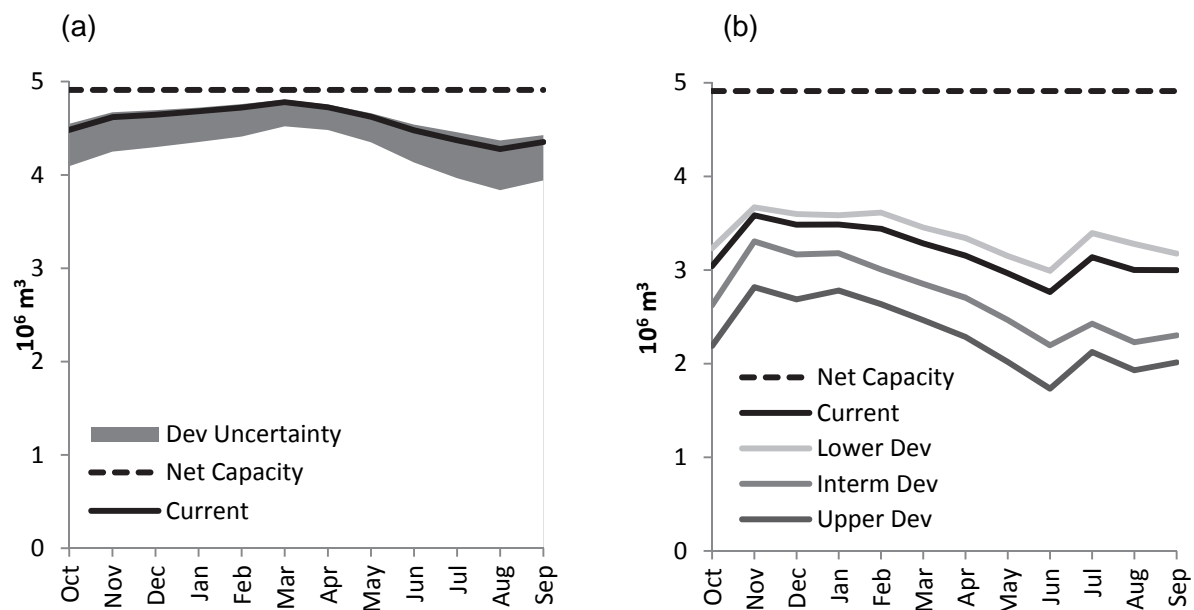 (a)
5
4
3
2
1
0
10⁶ m³
Dev Uncertainty
Net Capacity
Current
Oct
Nov
Dec
Jan
Feb
Mar
Apr
May
Jun
Jul
Aug
Sep
(b)
5
4
3
2
1
0
10⁶ m³
Net Capacity
Current
Lower Dev
Interm Dev
Upper Dev
Oct
Nov
Dec
Jan
Feb
Mar
Apr
May
Jun
Jul
Aug
Sep